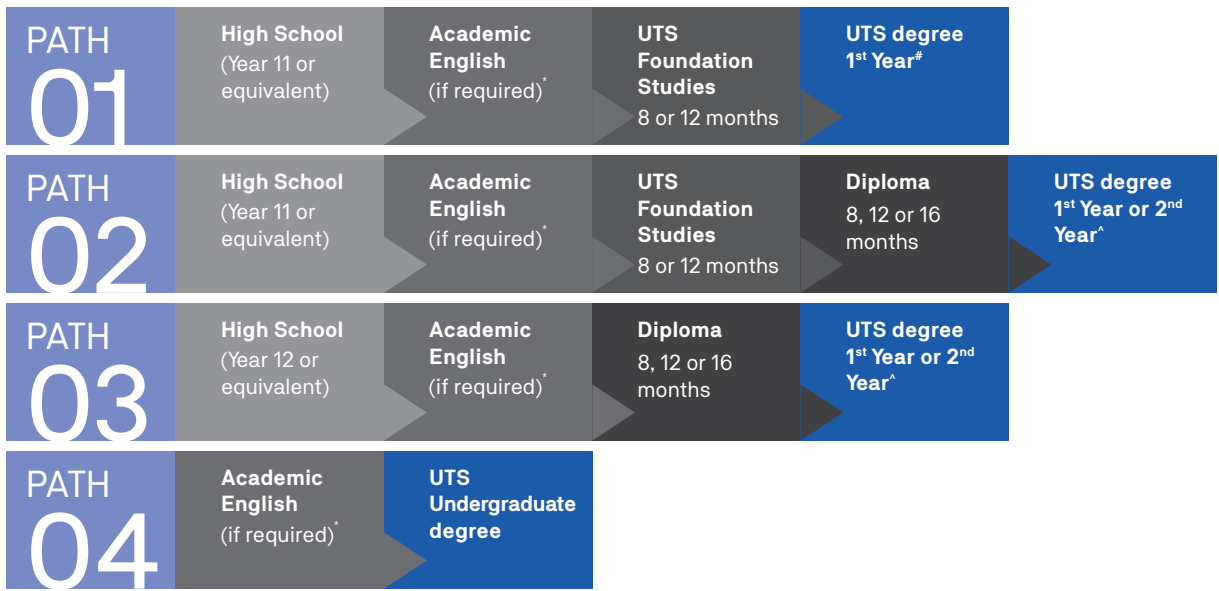 PATH
01
High School
(Year 11 or
equivalent)
Academic
English
(if required)*
UTS
Foundation
Studies
8 or 12 months
UTS degree
1st Year#
PATH
02
High School
(Year 11 or
equivalent)
Academic
English
(if required)*
UTS
Foundation
Studies
8 or 12 months
Diploma
8, 12 or 16
months
UTS degree
1st Year or 2nd
Year^
PATH
03
High School
(Year 12 or
equivalent)
Academic
English
(if required)*
Diploma
8, 12 or 16
months
UTS degree
1st Year or 2nd
Year^
PATH
04
Academic
English
(if required)*
UTS
Undergraduate
degree